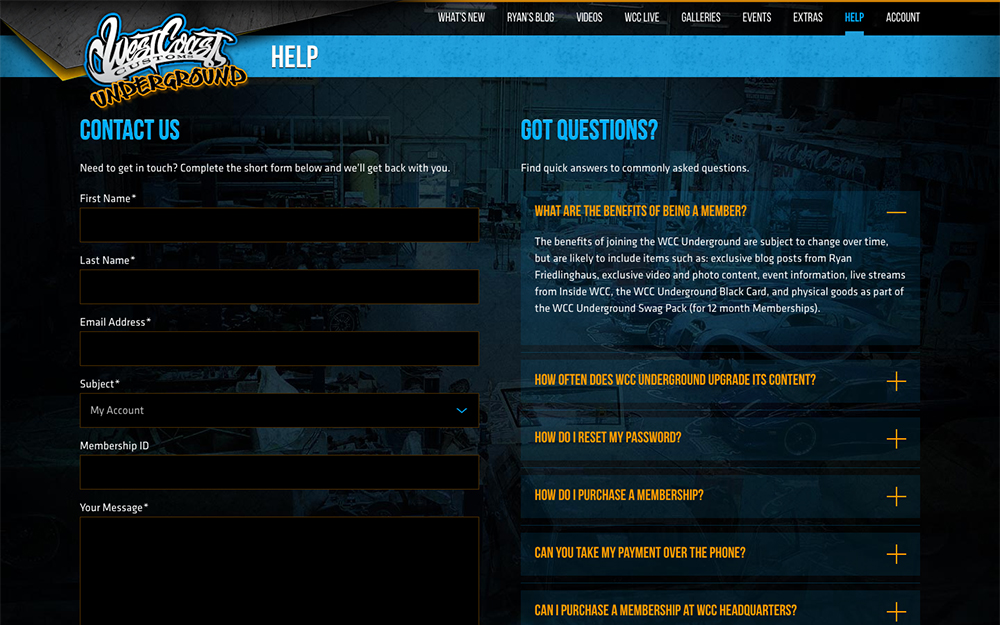 WHAT'S NEW RYAN'S BLOG VIDEOS WCC LIVE GALLERIES EVENTS EXTRAS HELP ACCOUNT
West Coast
CUSTOMS
UNDERGROUND
HELP
CONTACT US
Need to get in touch? Complete the short form below and we'll get back with you.
First Name*
Last Name*
Email Address*
Subject*
My Account
Membership ID
Your Message*
GOT QUESTIONS?
Find quick answers to commonly asked questions.
WHAT ARE THE BENEFITS OF BEING A MEMBER?
The benefits of joining the WCC Underground are subject to change over time,
but are likely to include items such as: exclusive blog posts from Ryan
Friedlinghaus, exclusive video and photo content, event information, live streams
from Inside WCC, the WCC Underground Black Card, and physical goods as part of
the WCC Underground Swag Pack (for 12 month Memberships).
HOW OFTEN DOES WCC UNDERGROUND UPGRADE ITS CONTENT?
HOW DO I RESET MY PASSWORD?
HOW DO I PURCHASE A MEMBERSHIP?
CAN YOU TAKE MY PAYMENT OVER THE PHONE?
CAN I PURCHASE A MEMBERSHIP AT WCC HEADQUARTERS?